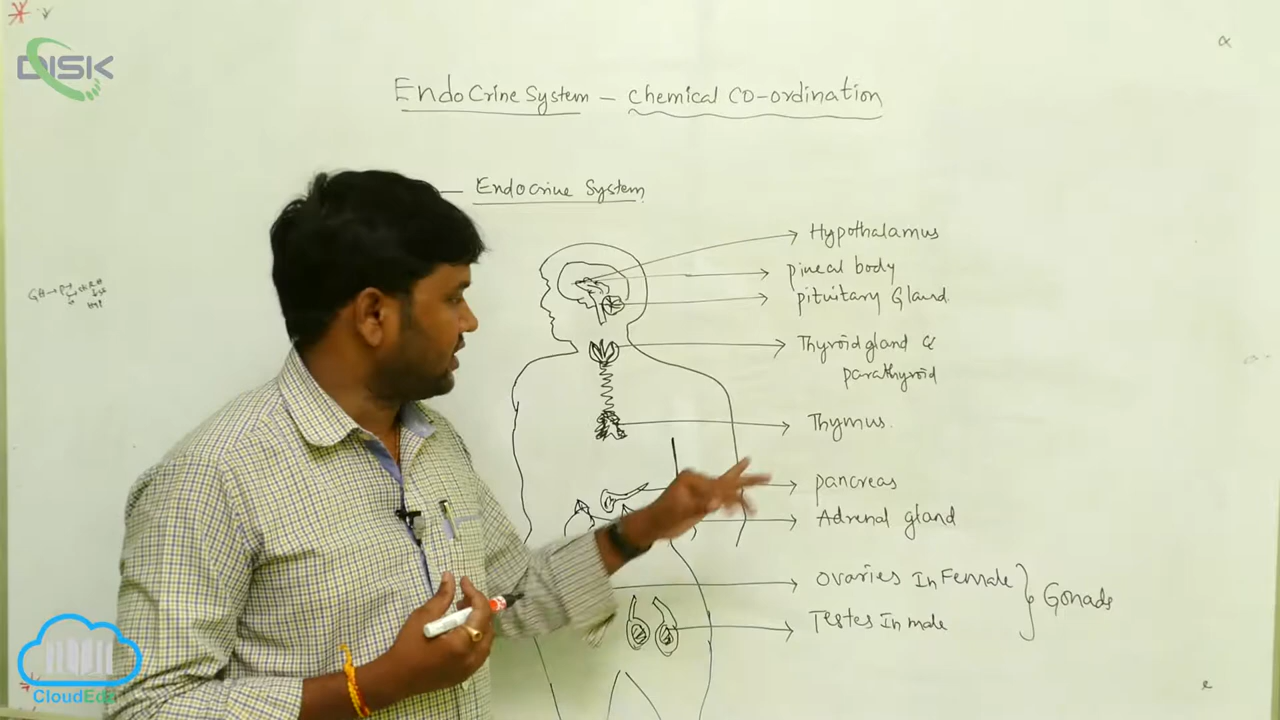 DISK
EndoCrine System – chemical co-ordination
— Endocrine System
Hypothalamus
pineal body
pituitary Gland
Thyroid gland &
parathyroid
Thymus.
pancreas
Adrenal gland
ovaries In Female
Testes In male
Gonads
CloudEdz